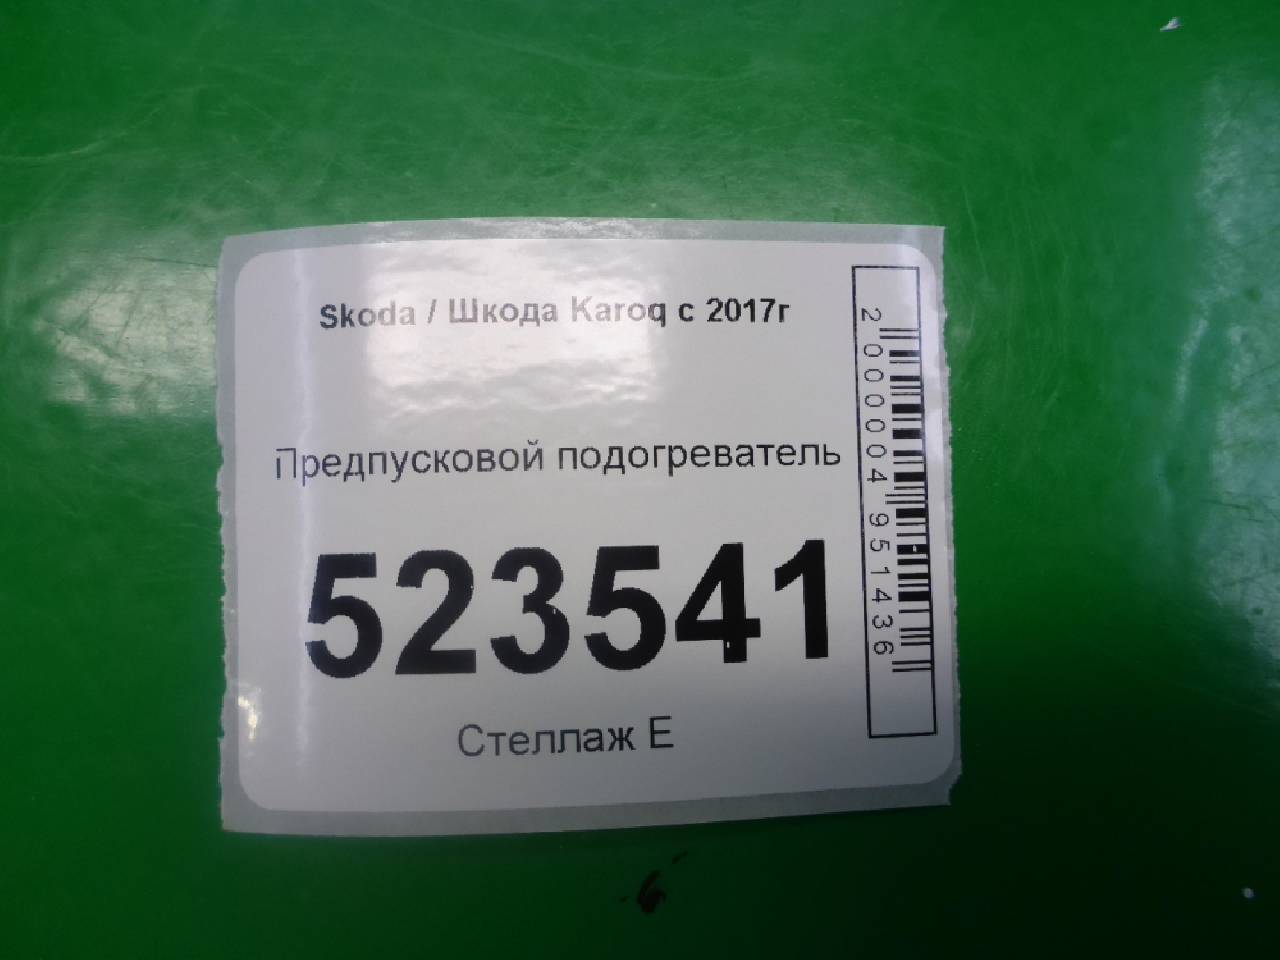 Skoda / Шкода Karoq с 2017г
Предпусковой подогреватель
523541
Стеллаж Е
2000004951436